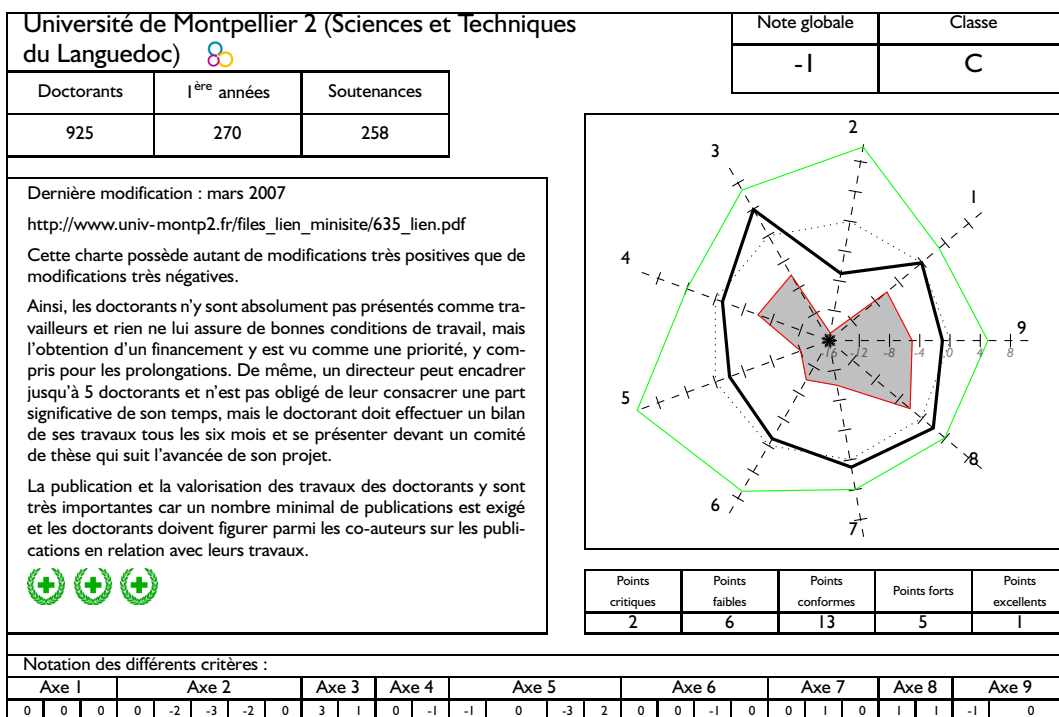 Université de Montpellier 2 (Sciences et Techniques
du Languedoc)
Note globale Classe
-1 C
Doctorants 1ère années Soutenances
925 270 258
Dernière modification : mars 2007
http://www.univ-montp2.fr/files_lien_minisite/635_lien.pdf
Cette charte possède autant de modifications très positives que de
modifications très négatives.
Ainsi, les doctorants n'y sont absolument pas présentés comme tra-
vailleurs et rien ne lui assure de bonnes conditions de travail, mais
l'obtention d'un financement y est vu comme une priorité, y com-
pris pour les prolongations. De même, un directeur peut encadrer
jusqu'à 5 doctorants et n'est pas obligé de leur consacrer une part
significative de son temps, mais le doctorant doit effectuer un bilan
de ses travaux tous les six mois et se présenter devant un comité
de thèse qui suit l'avancée de son projet.
La publication et la valorisation des travaux des doctorants y sont
très importantes car un nombre minimal de publications est exigé
et les doctorants doivent figurer parmi les co-auteurs sur les publi-
cations en relation avec leurs travaux.
2
3
1
4
9
-16 -12 -8 -4 0 4 8
5
8
6
7
Points critiques Points faibles Points conformes Points forts Points excellents
2 6 13 5 1
Notation des différents critères :
Axe 1 Axe 2 Axe 3 Axe 4 Axe 5 Axe 6 Axe 7 Axe 8 Axe 9
0 0 0 0 -2 -3 -2 0 3 1 0 -1 -1 0 -3 2 0 0 -1 0 0 1 0 1 1 -1 0